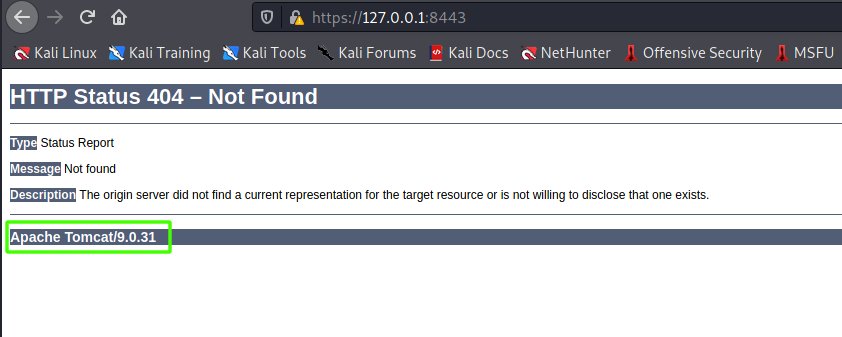 https://127.0.0.1:8443
Kali Linux Kali Training Kali Tools Kali Forums Kali Docs NetHunter Offensive Security MSFU
HTTP Status 404 – Not Found
Type Status Report
Message Not found
Description The origin server did not find a current representation for the target resource or is not willing to disclose that one exists.
Apache Tomcat/9.0.31